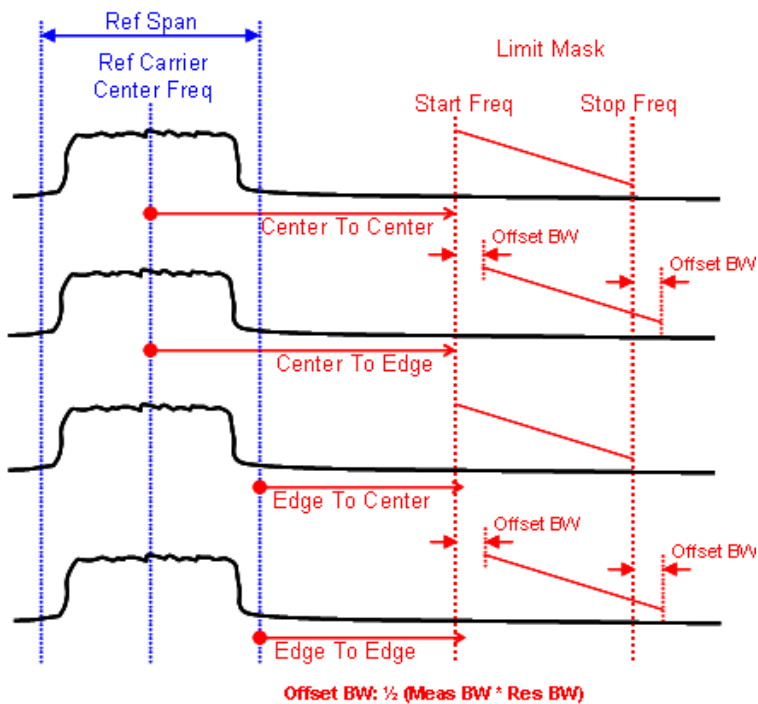 Ref Span
Limit Mask
Ref Carrier
Center Freq
Start Freq
Stop Freq
Center To Center
Offset BW
Offset BW
Center To Edge
Edge To Center
Offset BW
Offset BW
Edge To Edge
Offset BW: ½ (Meas BW * Res BW)